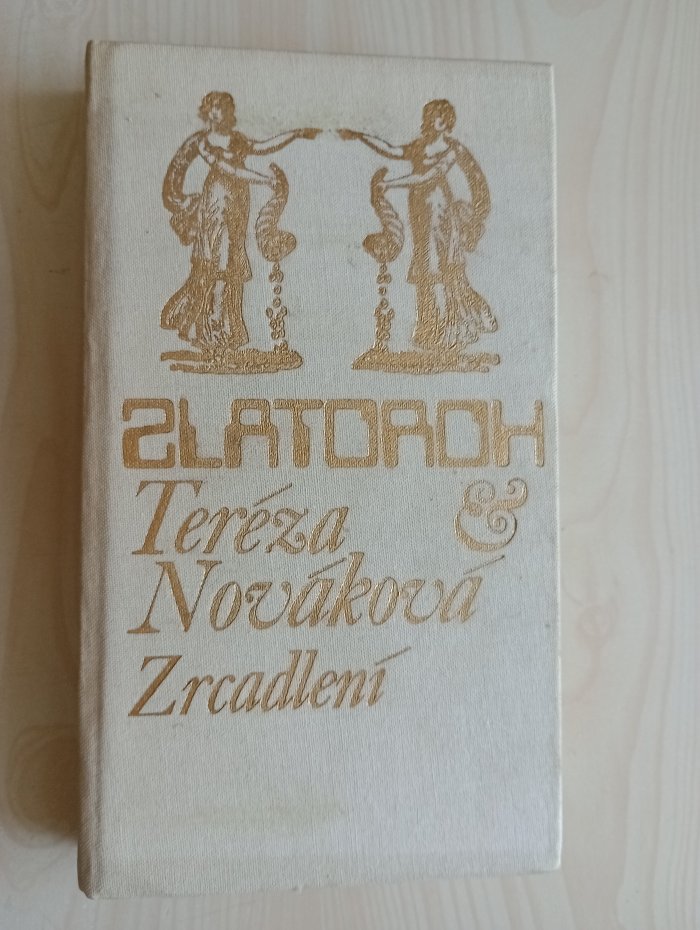 ZLATOROH
Teréza &
Nováková
Zrcadlení